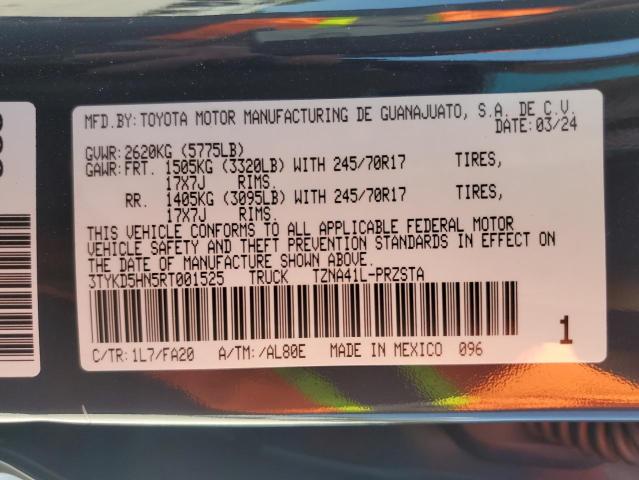 MFD.BY: TOYOTA MOTOR MANUFACTURING DE GUANAJUATO, S.A. DE C.V.
DATE: 03/24
GVWR: 2620KG (5775LB)
GAWR: FRT. 1505KG (3320LB) WITH 245/70R17 TIRES,
17X7J RIMS.
RR. 1405KG (3095LB) WITH 245/70R17 TIRES,
17X7J RIMS.
THIS VEHICLE CONFORMS TO ALL APPLICABLE FEDERAL MOTOR
VEHICLE SAFETY AND THEFT PREVENTION STANDARDS IN EFFECT ON
THE DATE OF MANUFACTURE SHOWN ABOVE.
3TYKD5HN5RT001525 TRUCK TZNA41L-PRZSTA
1
C/TR: 1L7/FA20 A/TM: /AL80E MADE IN MEXICO 096